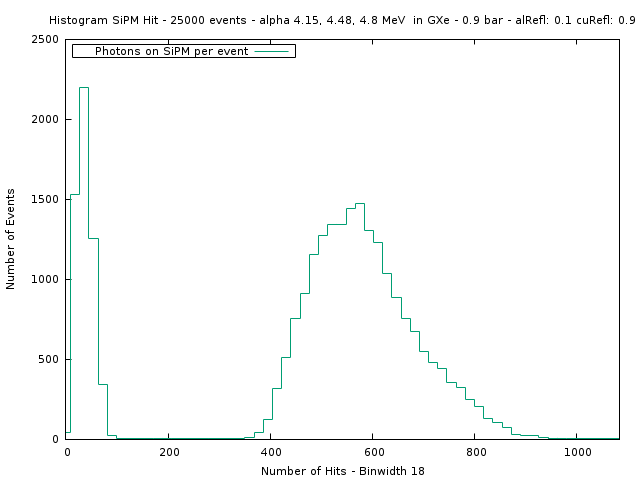 Histogram SiPM Hit - 25000 events - alpha 4.15, 4.48, 4.8 MeV  in GXe - 0.9 bar - alRefl: 0.1 cuRefl: 0.9
2500
Photons on SiPM per event
2000
1500
1000
500
0
Number of Events
0 200 400 600 800 1000
Number of Hits - Binwidth 18